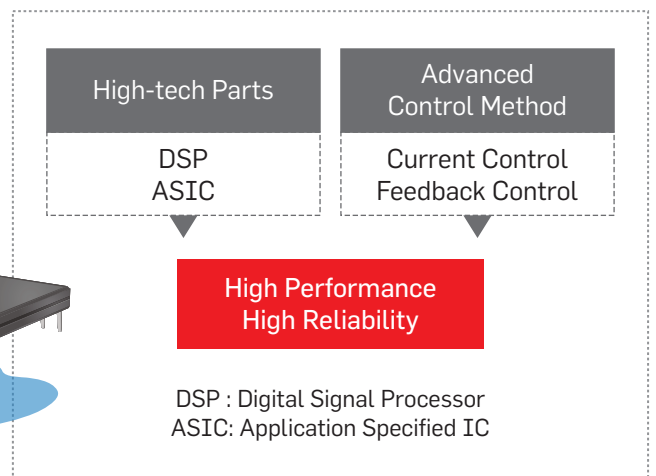 High-tech Parts
DSP
ASIC
Advanced
Control Method
Current Control
Feedback Control
High Performance
High Reliability
DSP : Digital Signal Processor
ASIC: Application Specified IC